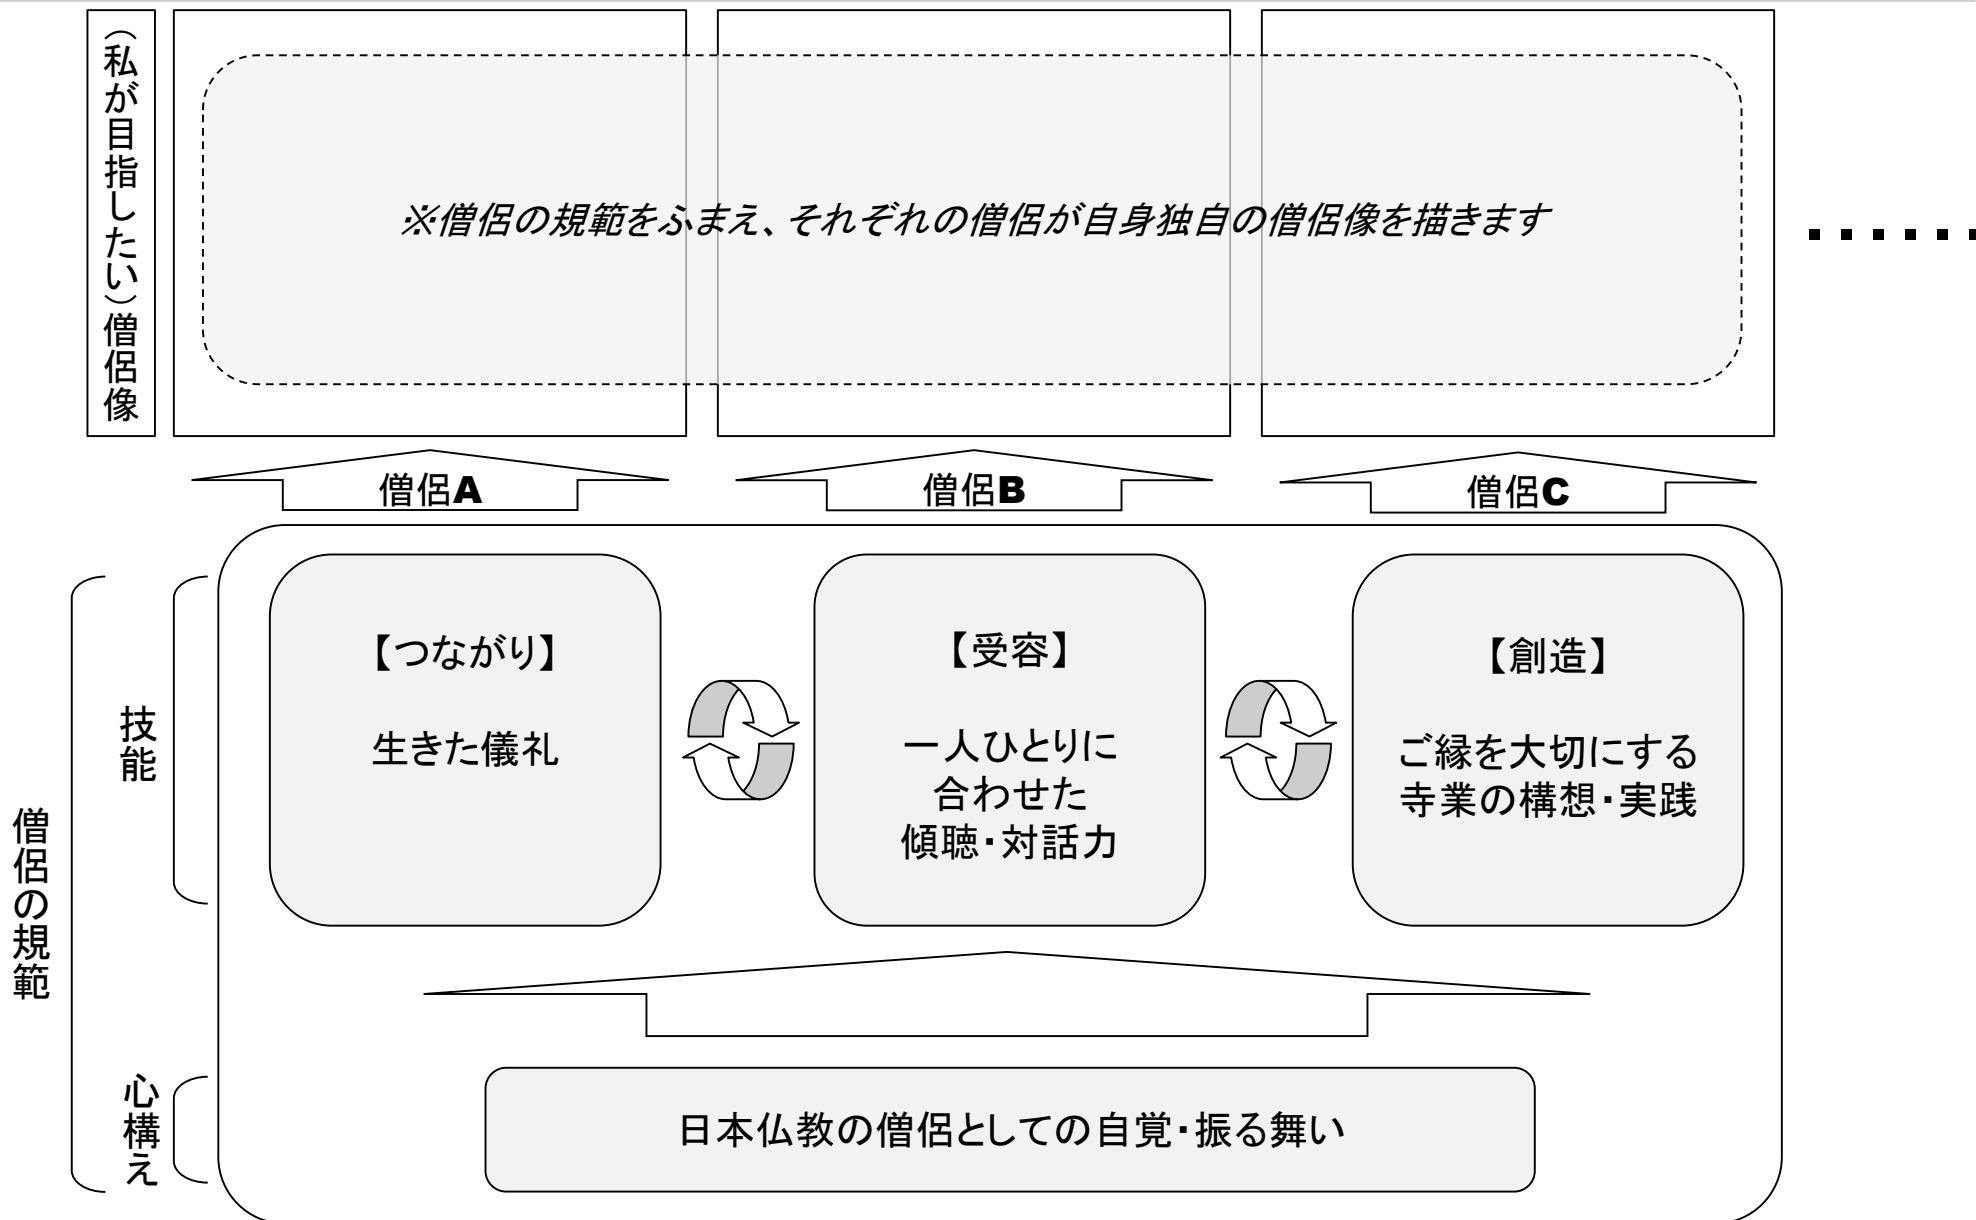 （私が目指したい）僧侶像
※僧侶の規範をふまえ、それぞれの僧侶が自身独自の僧侶像を描きます
僧侶A
僧侶B
僧侶C
僧侶の規範
技能
【つながり】
生きた儀礼
【受容】
一人ひとりに
合わせた
傾聴・対話力
【創造】
ご縁を大切にする
寺業の構想・実践
心構え
日本仏教の僧侶としての自覚・振る舞い